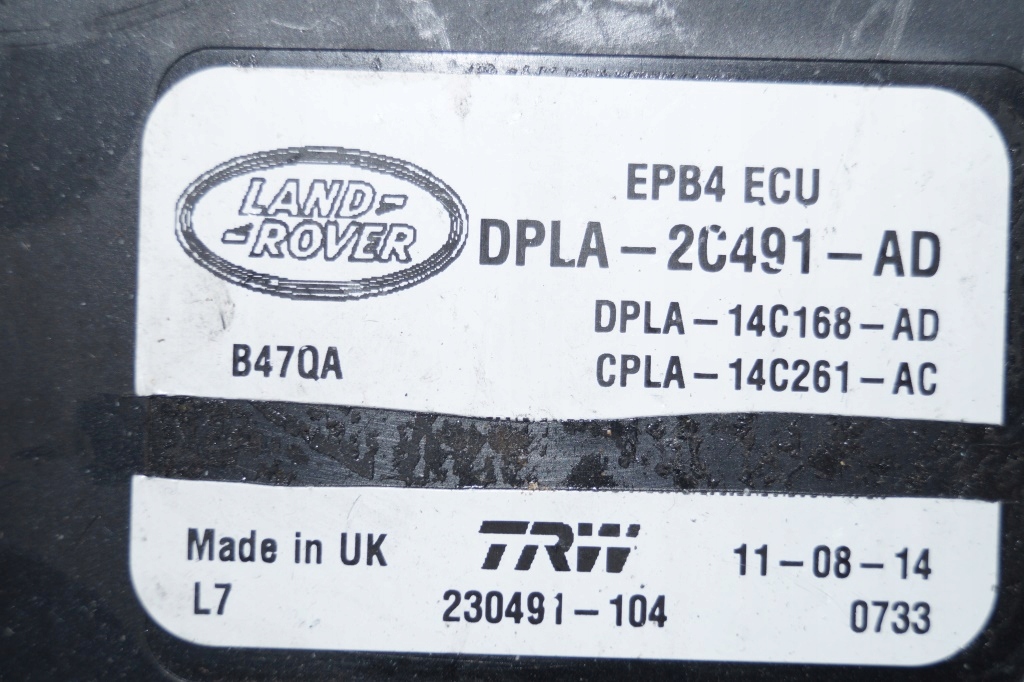 LAND-
-ROVER
EPB4 ECU
DPLA-2C491-AD
DPLA-14C168-AD
B47QA
CPLA-14C261-AC
Made in UK
TRW
11-08-14
L7
230491-104
0733